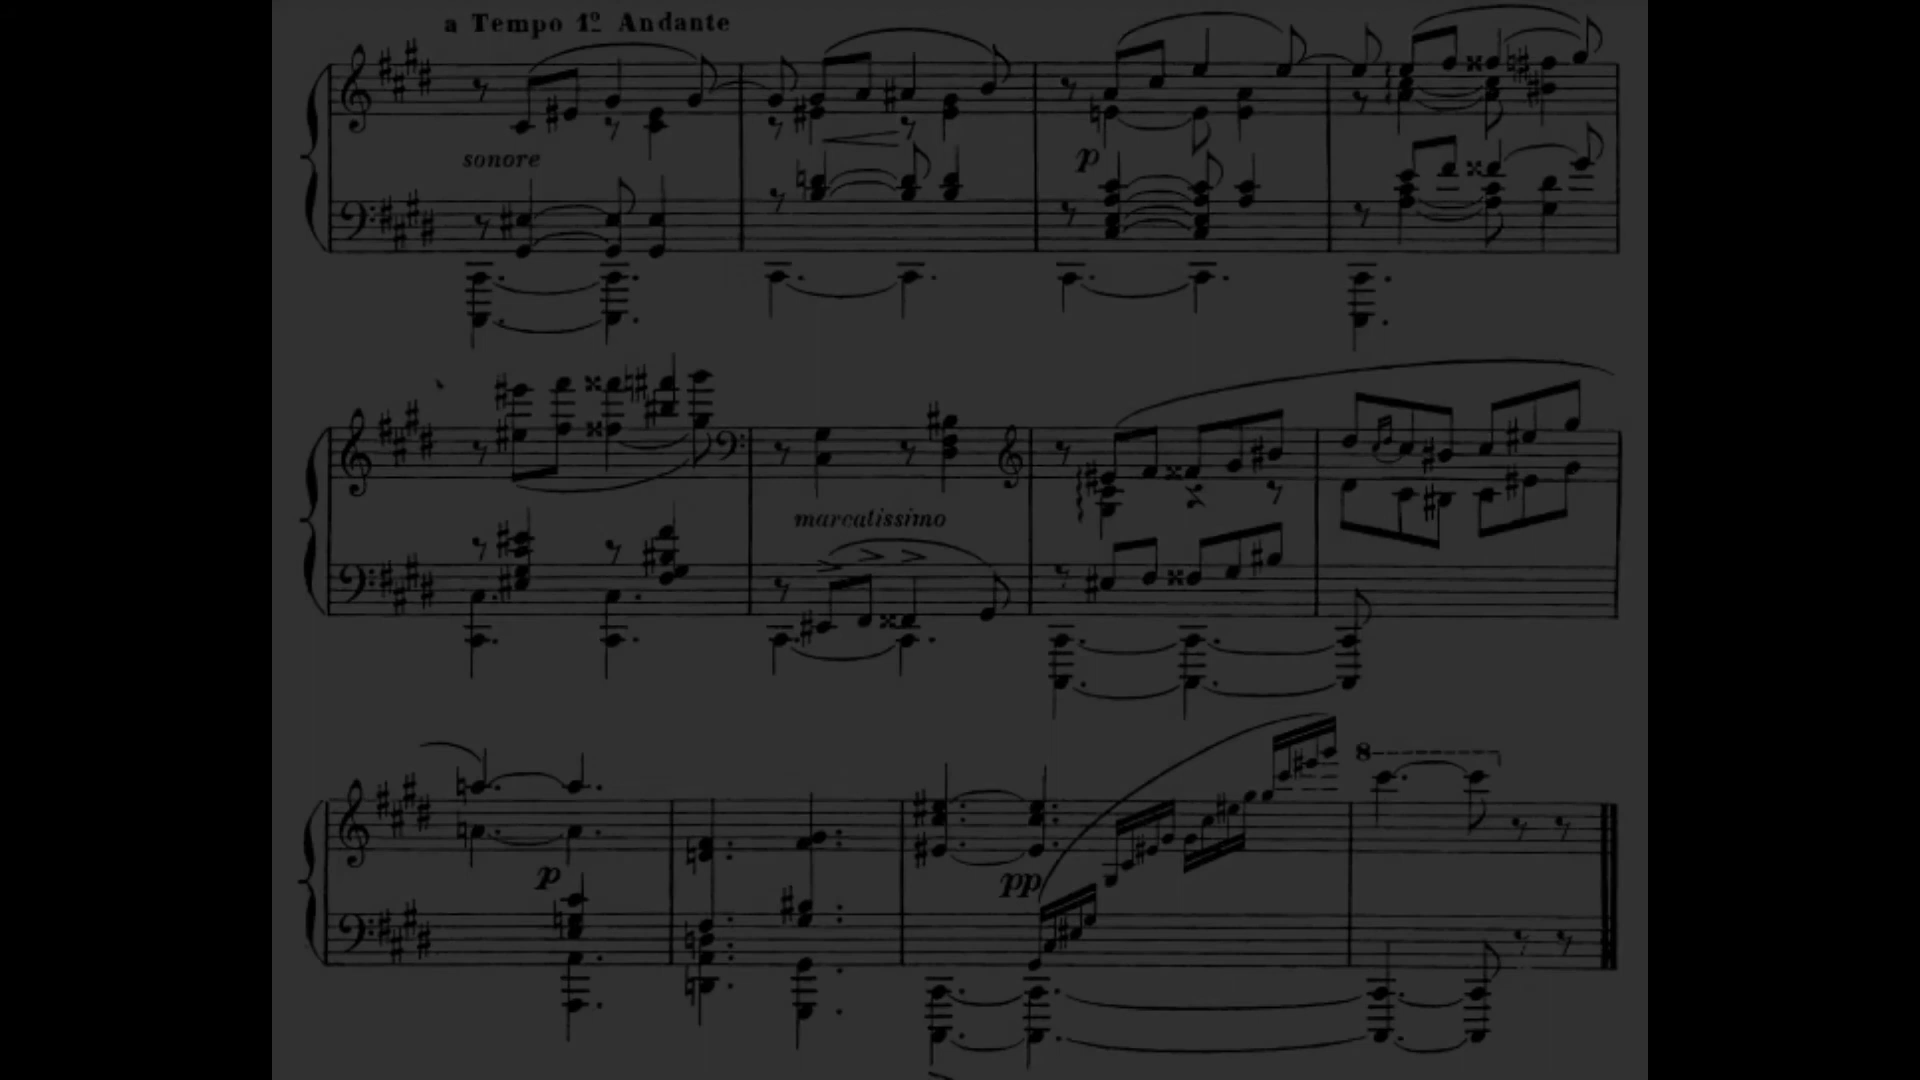 a Tempo 1º Andante
sonore
p
marcatissimo
p
pp
8